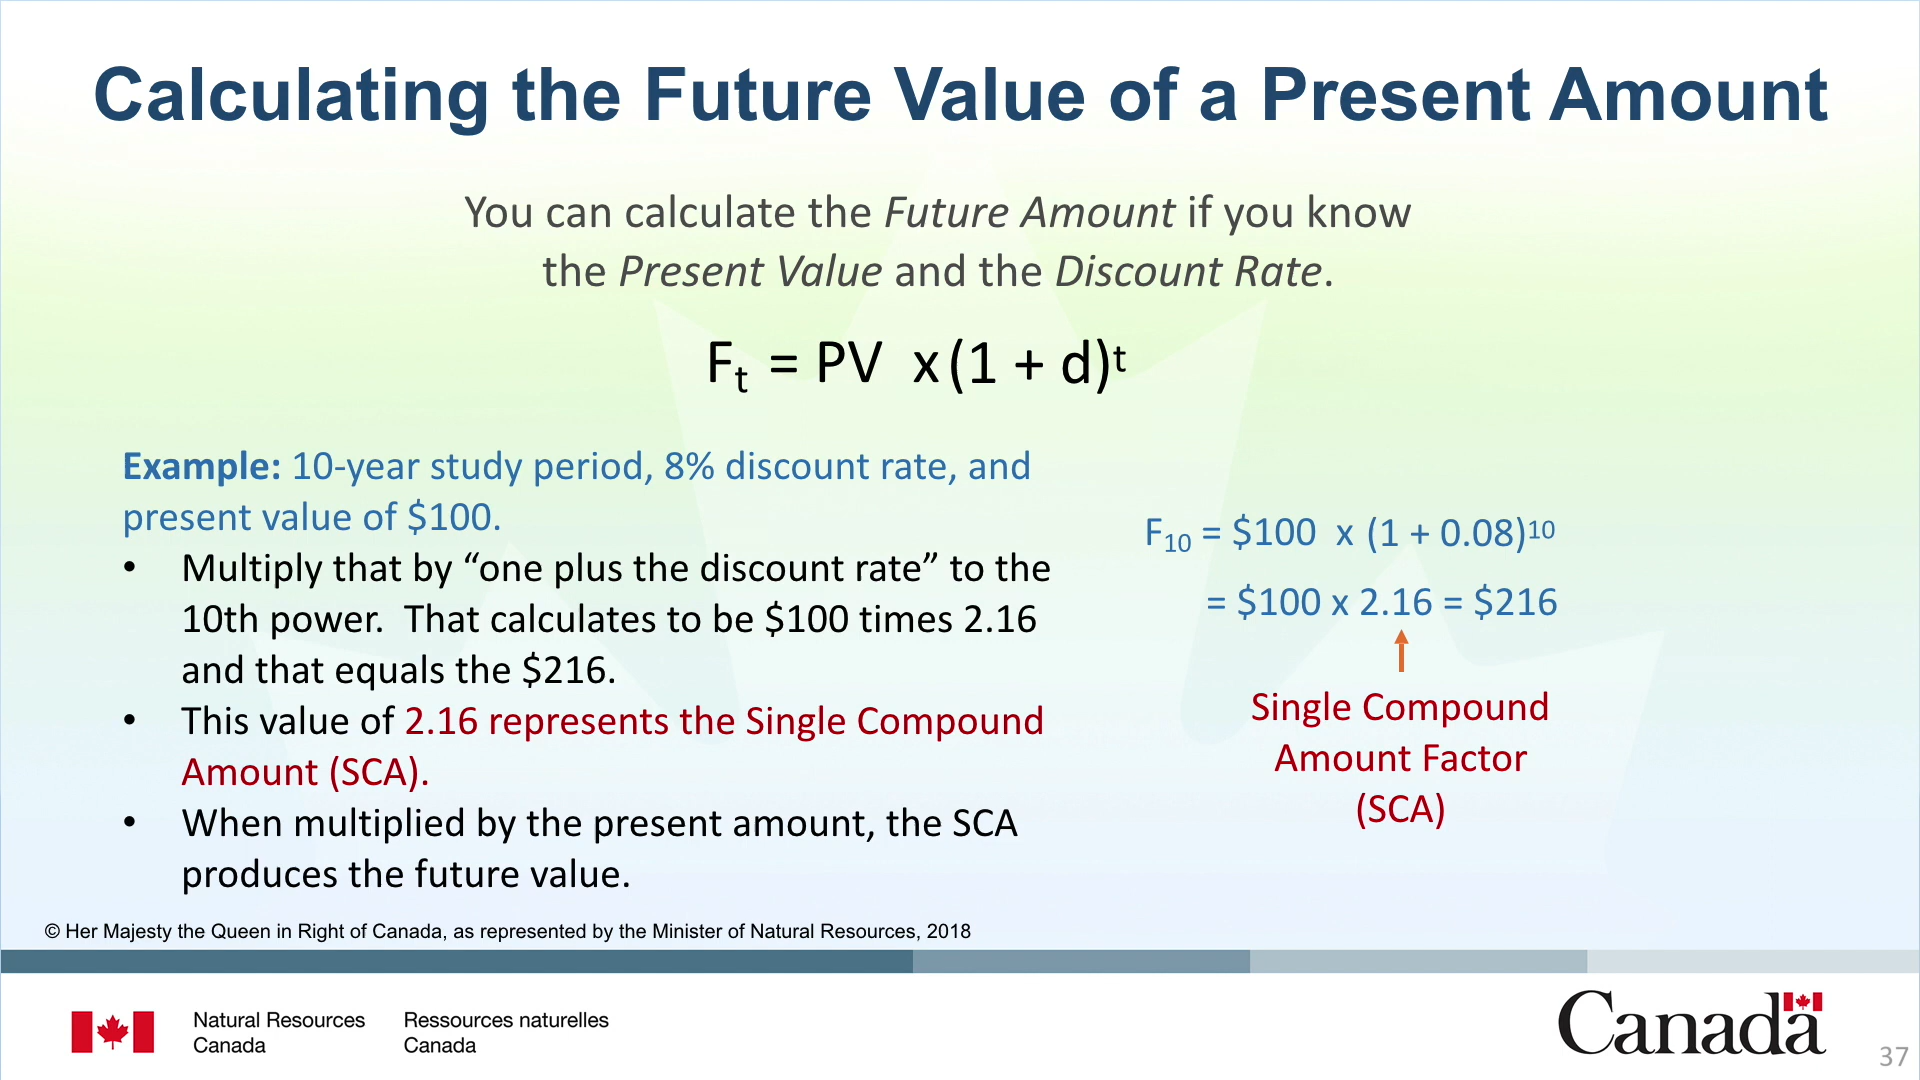 Calculating the Future Value of a Present Amount
You can calculate the Future Amount if you know
the Present Value and the Discount Rate.
Fₜ = PV x (1 + d)ᵗ
Example: 10-year study period, 8% discount rate, and
present value of $100.
• Multiply that by “one plus the discount rate” to the
10th power. That calculates to be $100 times 2.16
and that equals the $216.
• This value of 2.16 represents the Single Compound
Amount (SCA).
• When multiplied by the present amount, the SCA
produces the future value.
F₁₀ = $100 x (1 + 0.08)¹⁰
= $100 x 2.16 = $216
Single Compound
Amount Factor
(SCA)
© Her Majesty the Queen in Right of Canada, as represented by the Minister of Natural Resources, 2018
Natural Resources
Canada
Ressources naturelles
Canada
Canada
37